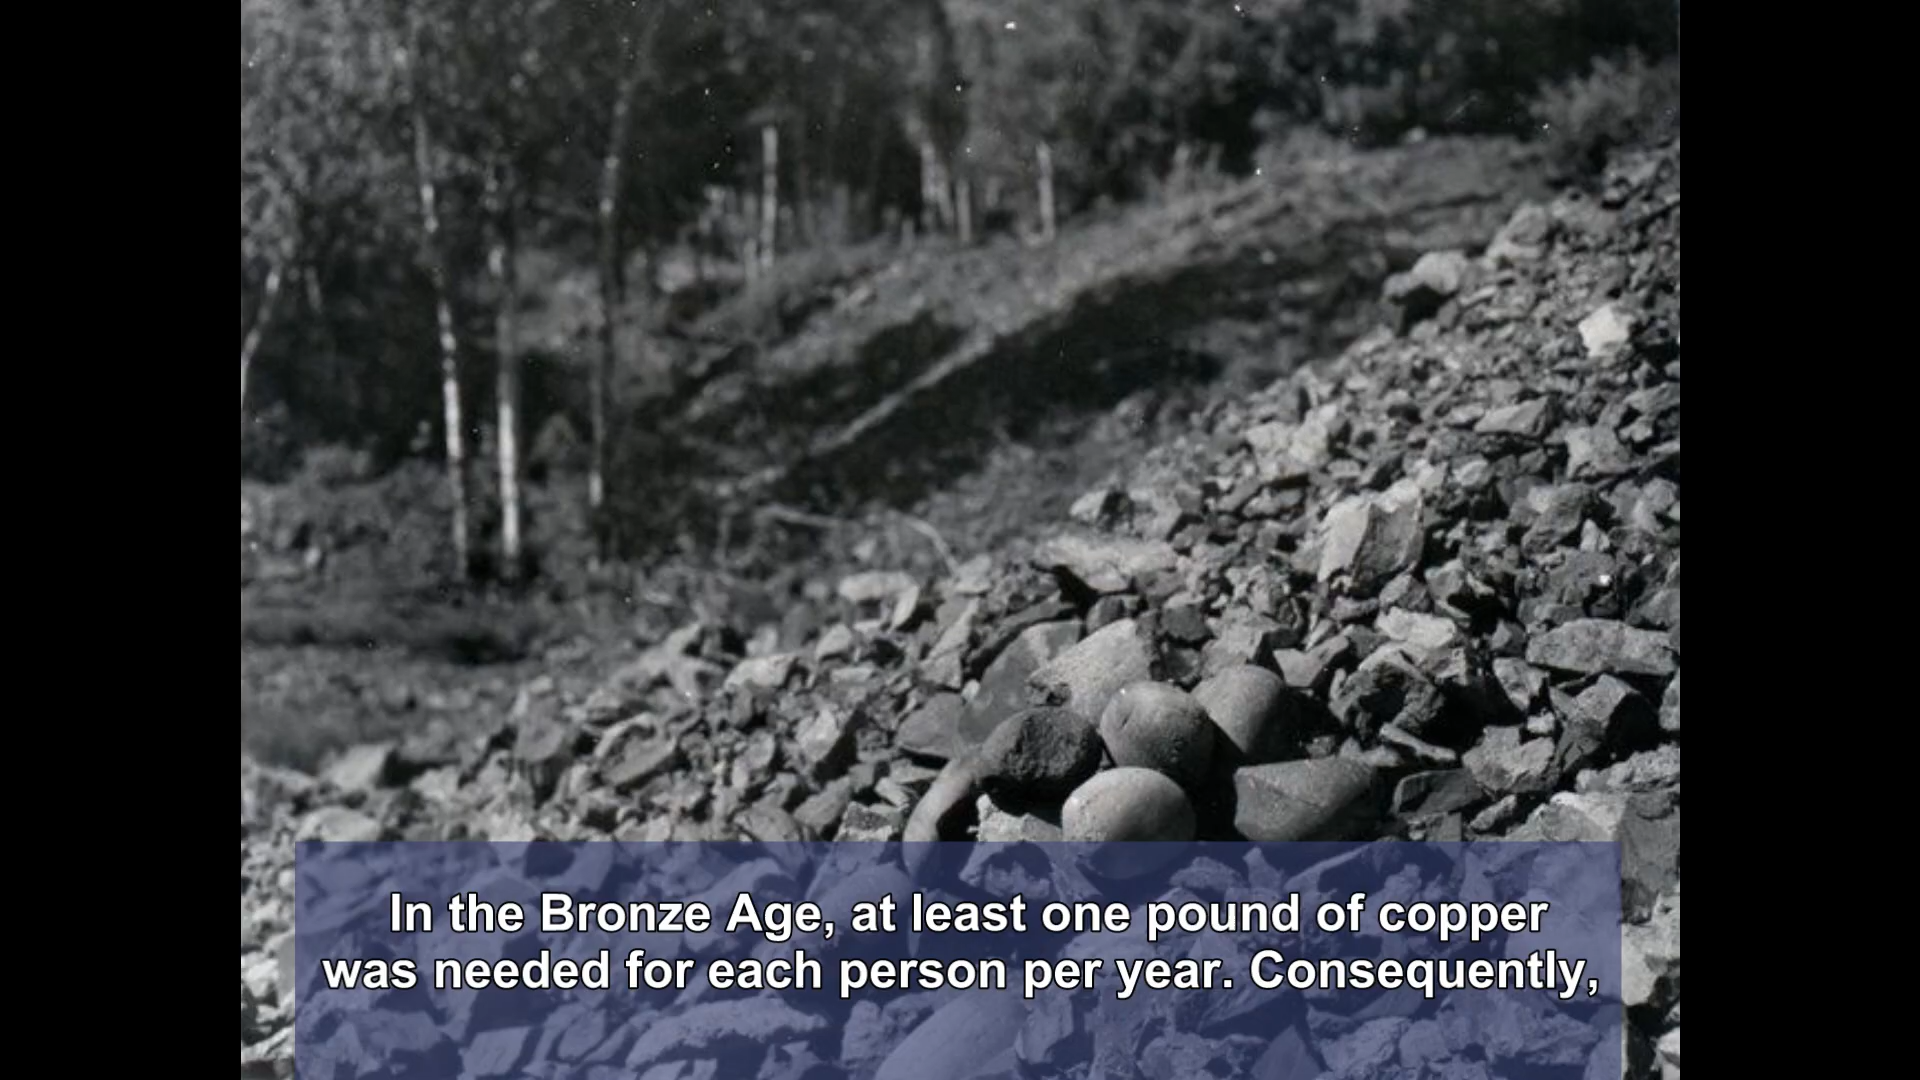 In the Bronze Age, at least one pound of copper
was needed for each person per year. Consequently,